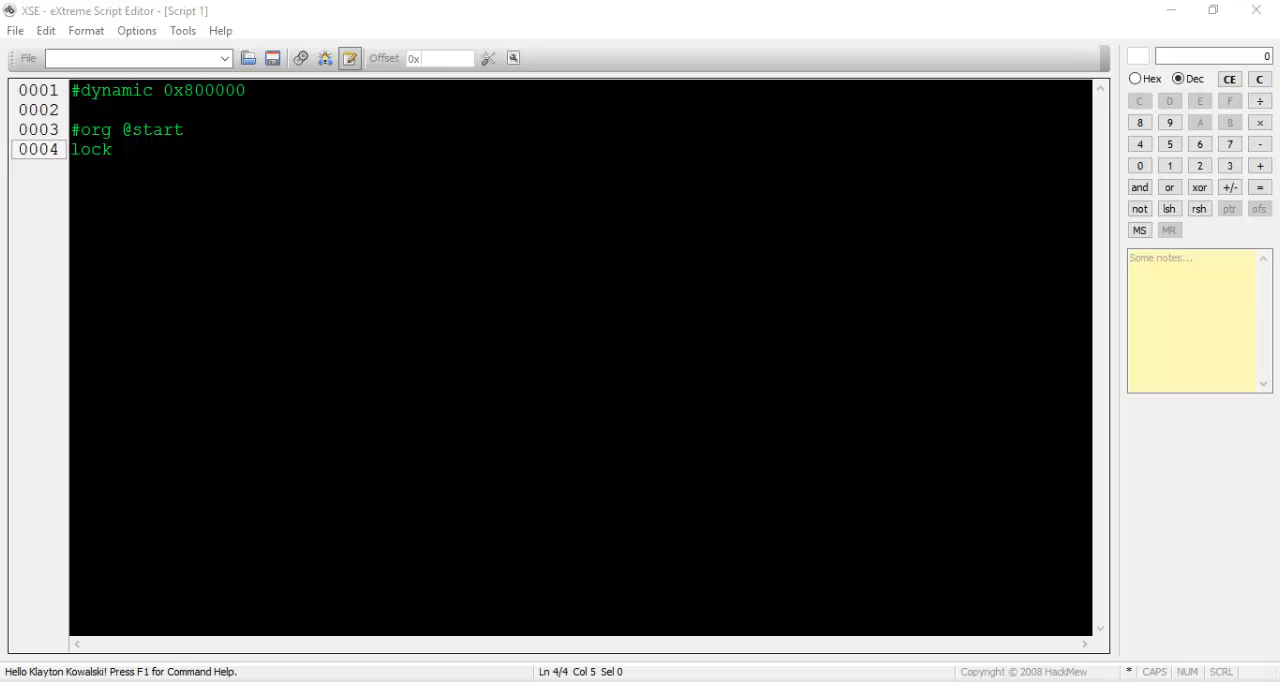 XSE - eXtreme Script Editor - [Script 1]
File Edit Format Options Tools Help
File Offset 0x
0001 #dynamic 0x800000
0002
0003 #org @start
0004 lock
0
Hex Dec CE C
C D E F ÷
8 9 A B ×
4 5 6 7 -
0 1 2 3 +
and or xor +/- =
not lsh rsh ptr ofs
MS MR
Some notes...
Hello Klayton Kowalski! Press F1 for Command Help. Ln 4/4 Col 5 Sel 0 Copyright © 2008 HackMew * CAPS NUM SCRL